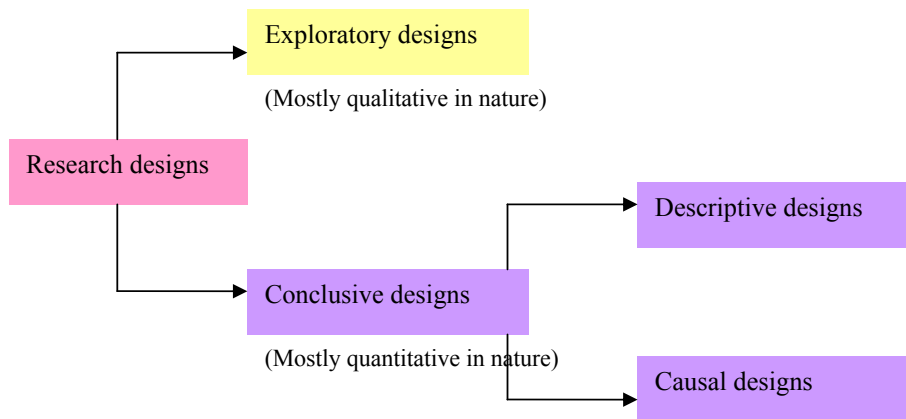 Exploratory designs
(Mostly qualitative in nature)
Research designs
Descriptive designs
Conclusive designs
(Mostly quantitative in nature)
Causal designs